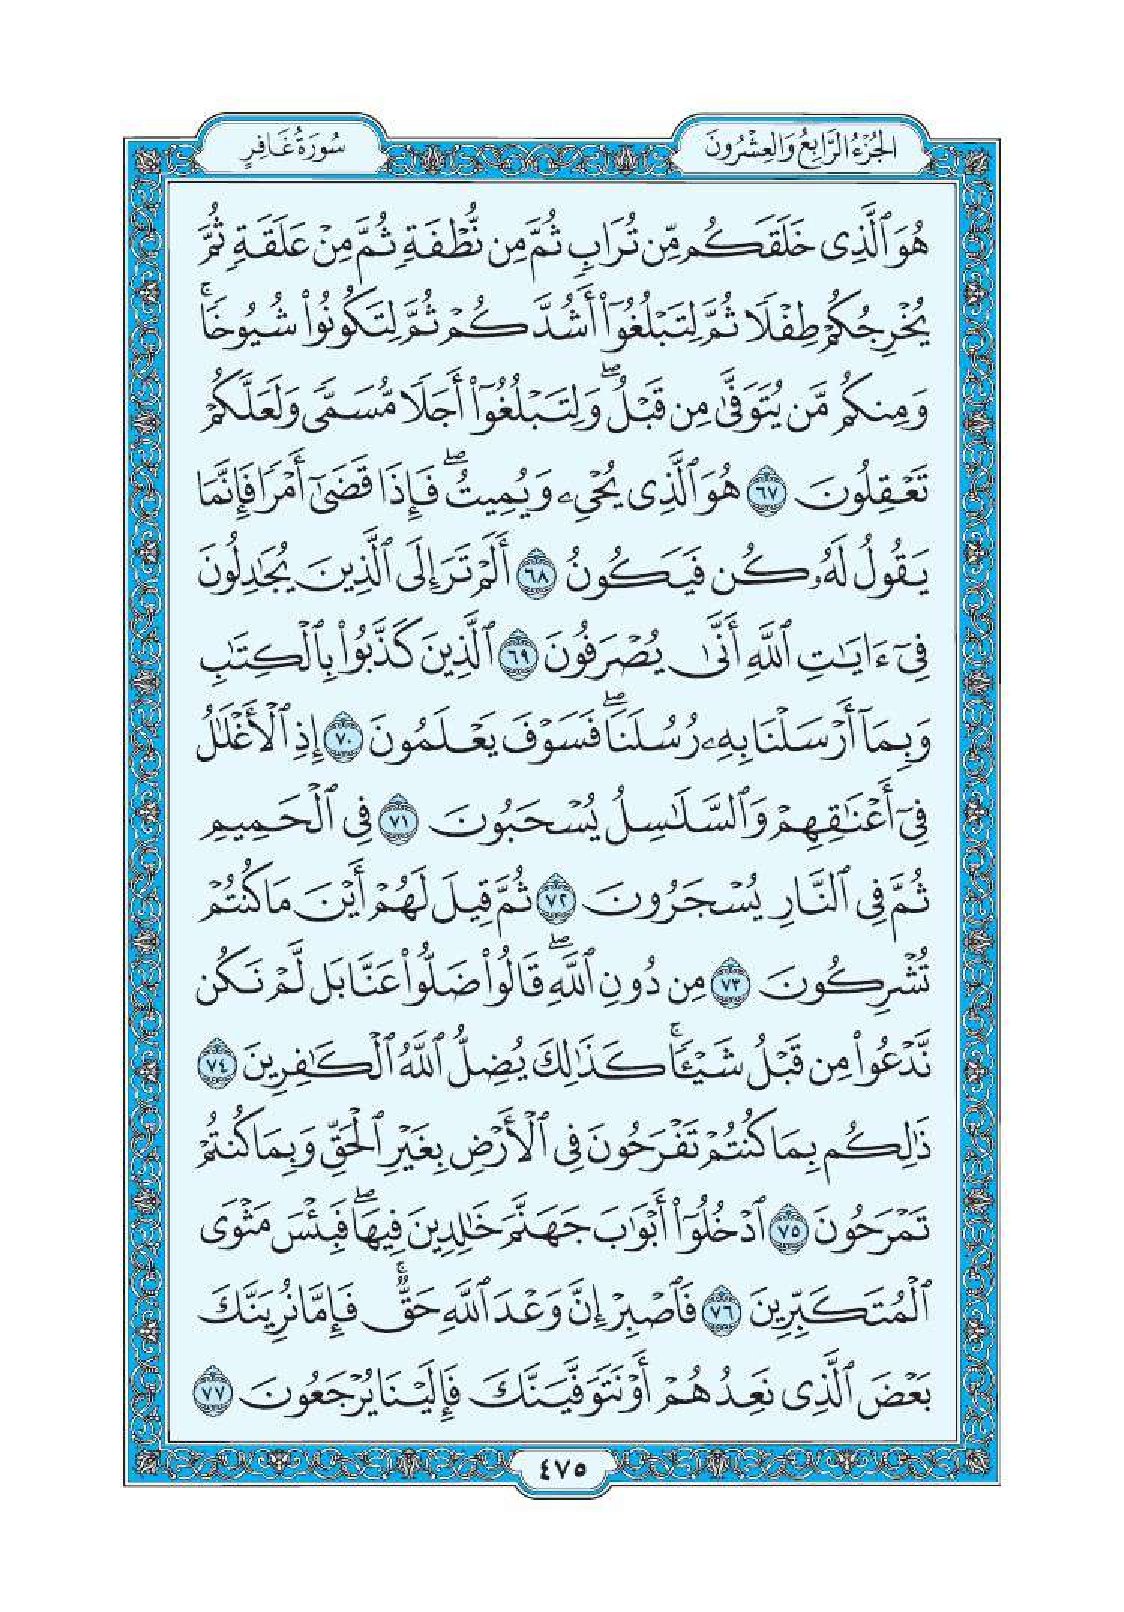 الجُزْءُ الرَّابِعُ وَالعِشْرُونَ
سُورَةُ غَافِرٍ
هُوَ ٱلَّذِى خَلَقَكُم مِّن تُرَابٍ ثُمَّ مِن نُّطْفَةٍ ثُمَّ مِنْ عَلَقَةٍ ثُمَّ
يُخْرِجُكُمْ طِفْلًا ثُمَّ لِتَبْلُغُوٓا۟ أَشُدَّكُمْ ثُمَّ لِتَكُونُوا۟ شُيُوخًاۚ
وَمِنكُم مَّن يُتَوَفَّىٰ مِن قَبْلُۖ وَلِتَبْلُغُوٓا۟ أَجَلًا مُّسَمًّى وَلَعَلَّكُمْ
تَعْقِلُونَ ٦٧ هُوَ ٱلَّذِى يُحْىِۦ وَيُمِيتُۖ فَإِذَا قَضَىٰٓ أَمْرًا فَإِنَّمَا
يَقُولُ لَهُۥ كُن فَيَكُونُ ٦٨ أَلَمْ تَرَ إِلَى ٱلَّذِينَ يُجَٰدِلُونَ
فِىٓ ءَايَٰتِ ٱللَّهِ أَنَّىٰ يُصْرَفُونَ ٦٩ ٱلَّذِينَ كَذَّبُوا۟ بِٱلْكِتَٰبِ
وَبِمَآ أَرْسَلْنَا بِهِۦ رُسُلَنَاۖ فَسَوْفَ يَعْلَمُونَ ٧٠ إِذِ ٱلْأَغْلَٰلُ
فِىٓ أَعْنَٰقِهِمْ وَٱلسَّلَٰسِلُ يُسْحَبُونَ ٧١ فِى ٱلْحَمِيمِ
ثُمَّ فِى ٱلنَّارِ يُسْجَرُونَ ٧٢ ثُمَّ قِيلَ لَهُمْ أَيْنَ مَا كُنتُمْ
تُشْرِكُونَ ٧٣ مِن دُونِ ٱللَّهِۖ قَالُوا۟ ضَلُّوا۟ عَنَّا بَل لَّمْ نَكُن
نَّدْعُوا۟ مِن قَبْلُ شَيْـًٔاۚ كَذَٰلِكَ يُضِلُّ ٱللَّهُ ٱلْكَٰفِرِينَ ٧٤
ذَٰلِكُم بِمَا كُنتُمْ تَفْرَحُونَ فِى ٱلْأَرْضِ بِغَيْرِ ٱلْحَقِّ وَبِمَا كُنتُمْ
تَمْرَحُونَ ٧٥ ٱدْخُلُوٓا۟ أَبْوَٰبَ جَهَنَّمَ خَٰلِدِينَ فِيهَاۖ فَبِئْسَ مَثْوَى
ٱلْمُتَكَبِّرِينَ ٧٦ فَٱصْبِرْ إِنَّ وَعْدَ ٱللَّهِ حَقٌّۚ فَإِمَّا نُرِيَنَّكَ
بَعْضَ ٱلَّذِى نَعِدُهُمْ أَوْ نَتَوَفَّيَنَّكَ فَإِلَيْنَا يُرْجَعُونَ ٧٧
٤٧٥